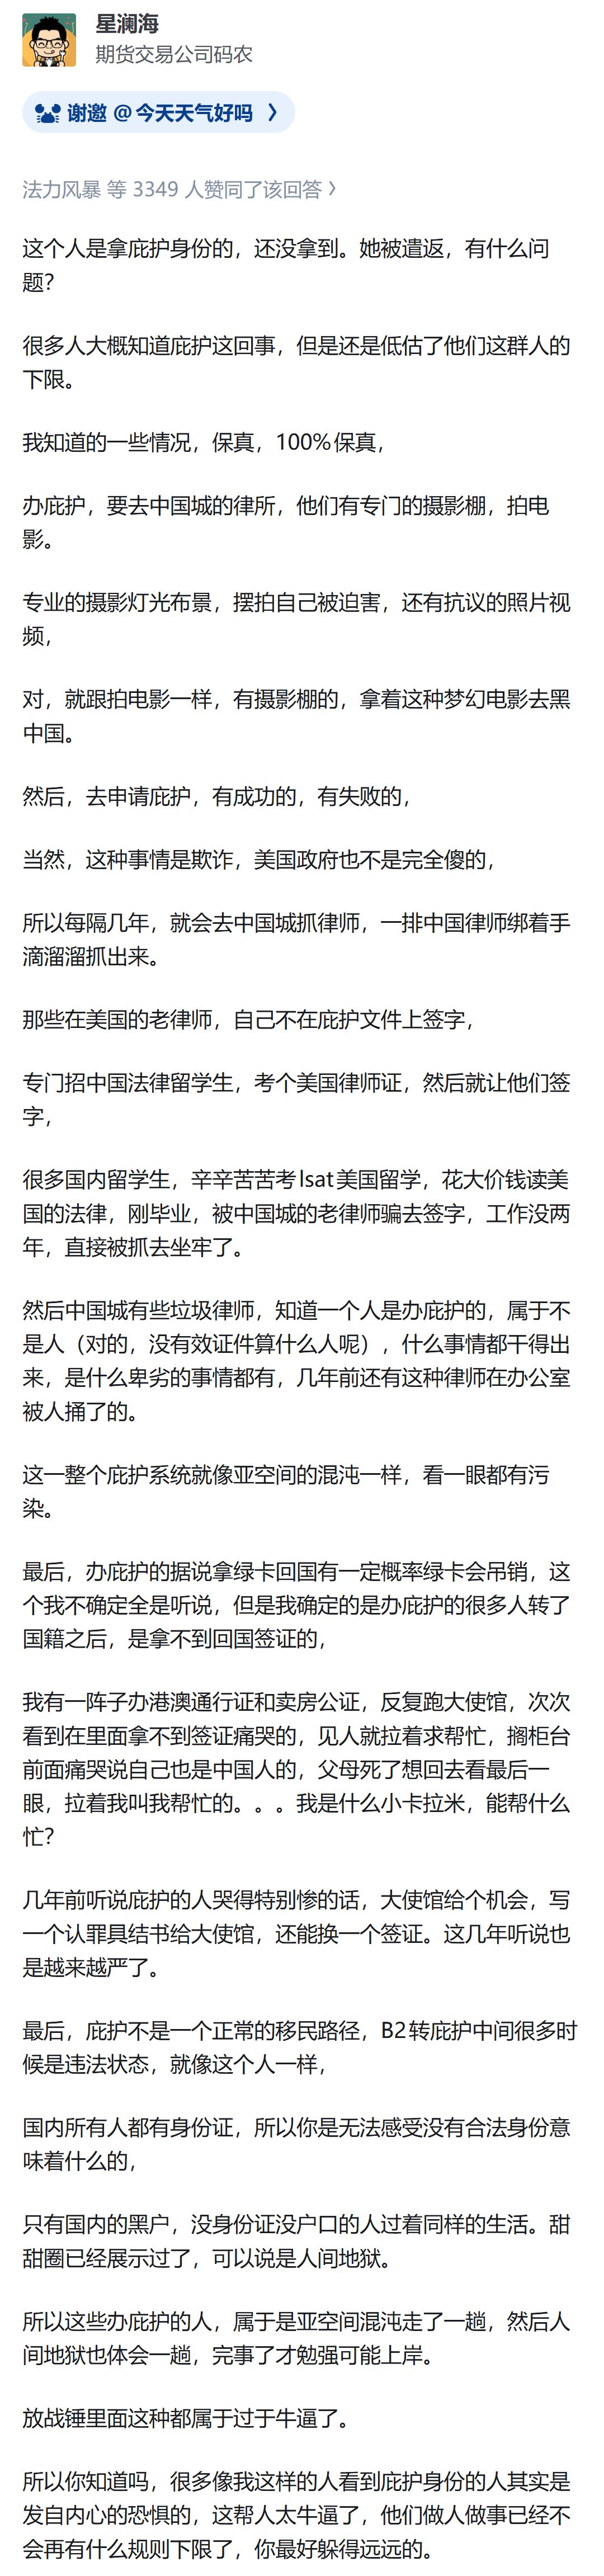 星澜海
期货交易公司码农
谢邀 @今天天气好吗
法力风暴 等 3349 人赞同了该回答
这个人是拿庇护身份的，还没拿到。她被遣返，有什么问
题?
很多人大概知道庇护这回事，但是还是低估了他们这群人的
下限。
我知道的一些情况，保真，100%保真，
办庇护，要去中国城的律所，他们有专门的摄影棚，拍电
影。
专业的摄影灯光布景，摆拍自己被迫害，还有抗议的照片视
频，
对，就跟拍电影一样，有摄影棚的，拿着这种梦幻电影去黑
中国。
然后，去申请庇护，有成功的，有失败的，
当然，这种事情是欺诈，美国政府也不是完全傻的，
所以每隔几年，就会去中国城抓律师，一排中国律师绑着手
滴溜溜抓出来。
那些在美国的老律师，自己不在庇护文件上签字，
专门招中国法律留学生，考个美国律师证，然后就让他们签
字，
很多国内留学生，辛辛苦苦考lsat美国留学，花大价钱读美
国的法律，刚毕业，被中国城的老律师骗去签字，工作没两
年，直接被抓去坐牢了。
然后中国城有些垃圾律师，知道一个人是办庇护的，属于不
是人（对的，没有效证件算什么人呢），什么事情都干得出
来，是什么卑劣的事情都有，几年前还有这种律师在办公室
被人捅了的。
这一整个庇护系统就像亚空间的混沌一样，看一眼都有污
染。
最后，办庇护的据说拿绿卡回国有一定概率绿卡会吊销，这
个我不确定全是听说，但是我确定的是办庇护的很多人转了
国籍之后，是拿不到回国签证的，
我有一阵子办港澳通行证和卖房公证，反复跑大使馆，次次
看到在里面拿不到签证痛哭的，见人就拉着求帮忙，搁柜台
前面痛哭说自己也是中国人的，父母死了想回去看最后一
眼，拉着我叫我帮忙的。。。我是什么小卡拉米，能帮什么
忙?
几年前听说庇护的人哭得特别惨的话，大使馆给个机会，写
一个认罪具结书给大使馆，还能换一个签证。这几年听说也
是越来越严了。
最后，庇护不是一个正常的移民路径，B2转庇护中间很多时
候是违法状态，就像这个人一样，
国内所有人都有身份证，所以你是无法感受没有合法身份意
味着什么的，
只有国内的黑户，没身份证没户口的人过着同样的生活。甜
甜圈已经展示过了，可以说是人间地狱。
所以这些办庇护的人，属于是亚空间混沌走了一趟，然后人
间地狱也体会一趟，完事了才勉强可能上岸。
放战锤里面这种都属于过于牛逼了。
所以你知道吗，很多像我这样的人看到庇护身份的人其实是
发自内心的恐惧的，这帮人太牛逼了，他们做人做事已经不
会再有什么规则下限了，你最好躲得远远的。